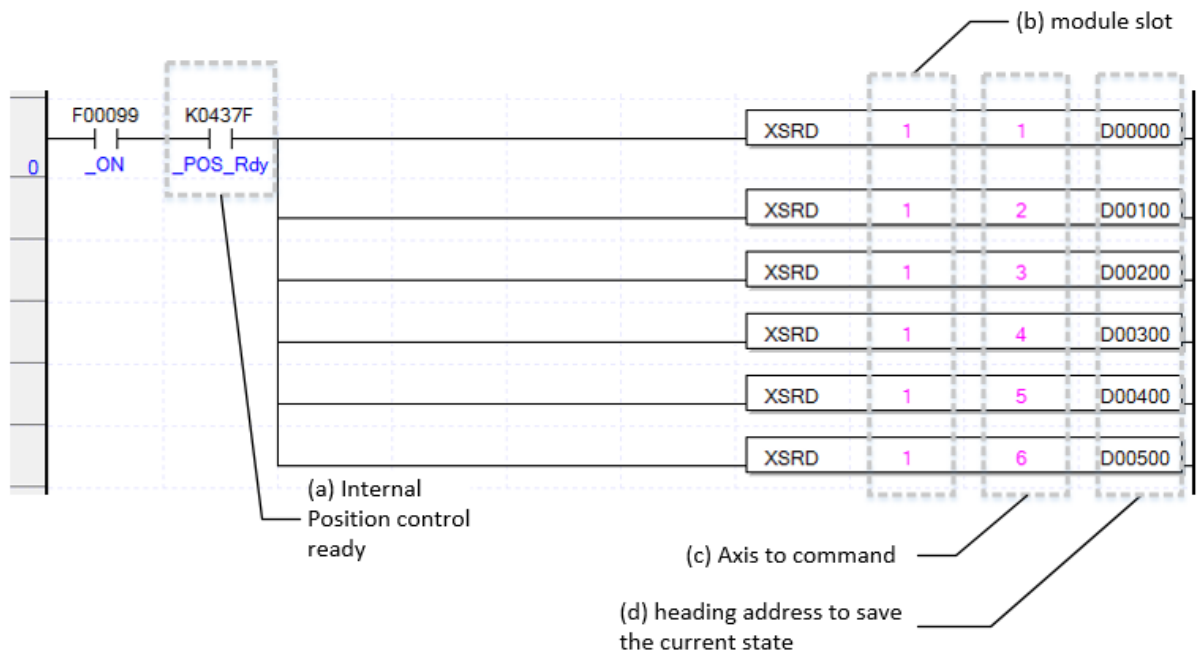 (b) module slot
F00099 K0437F
XSRD 1 1 D00000
0 _ON _POS_Rdy
XSRD 1 2 D00100
XSRD 1 3 D00200
XSRD 1 4 D00300
XSRD 1 5 D00400
XSRD 1 6 D00500
(a) Internal
Position control
ready
(c) Axis to command
(d) heading address to save
the current state